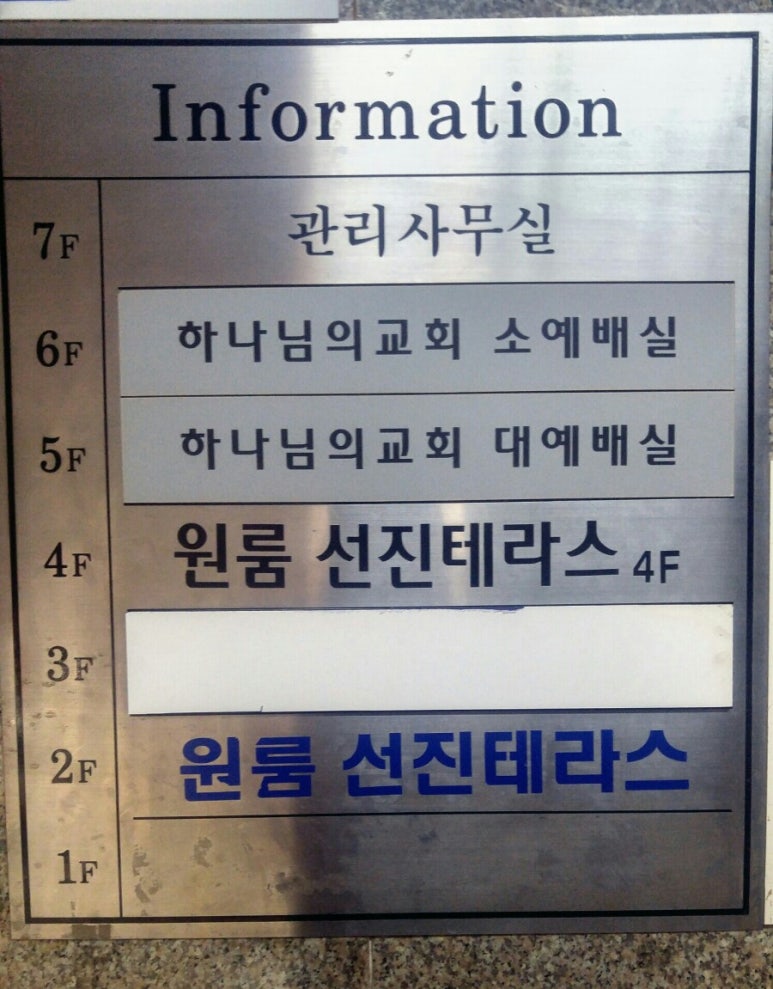 Information
7F 관리사무실
6F 하나님의교회 소예배실
5F 하나님의교회 대예배실
4F 원룸 선진테라스 4F
3F
2F 원룸 선진테라스
1F